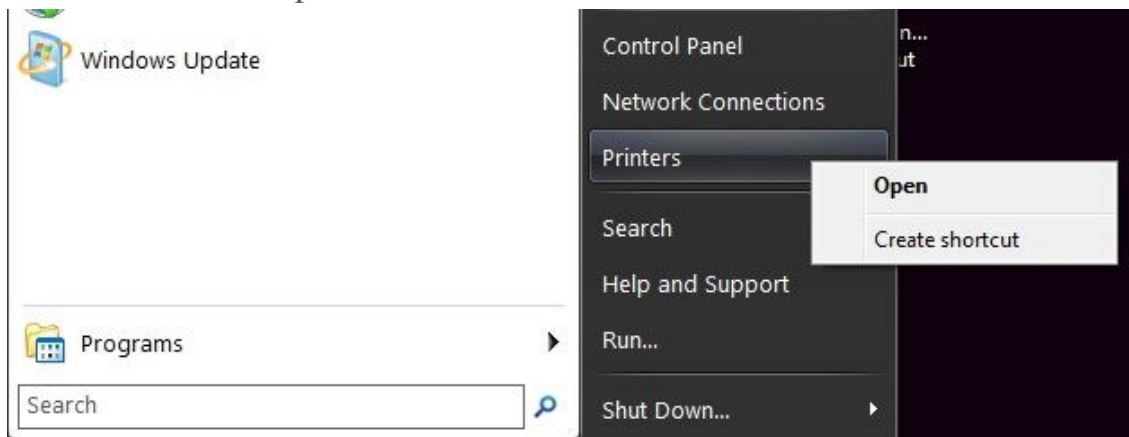 Windows Update
Programs
Search
Control Panel
Network Connections
Printers
Search
Help and Support
Run...
Shut Down...
Open
Create shortcut
n...
ut